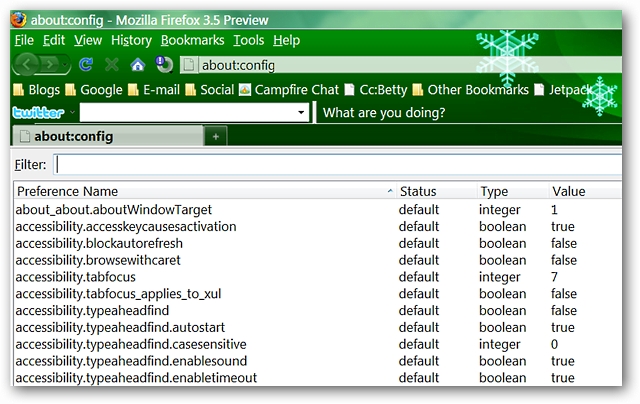 about:config - Mozilla Firefox 3.5 Preview
File Edit View History Bookmarks Tools Help
about:config
Blogs Google E-mail Social Campfire Chat Cc:Betty Other Bookmarks Jetpack
twitter What are you doing?
about:config +
Filter:
Preference Name Status Type Value
about_about.aboutWindowTarget default integer 1
accessibility.accesskeycausesactivation default boolean true
accessibility.blockautorefresh default boolean false
accessibility.browsewithcaret default boolean false
accessibility.tabfocus default integer 7
accessibility.tabfocus_applies_to_xul default boolean false
accessibility.typeaheadfind default boolean false
accessibility.typeaheadfind.autostart default boolean true
accessibility.typeaheadfind.casesensitive default integer 0
accessibility.typeaheadfind.enablesound default boolean true
accessibility.typeaheadfind.enabletimeout default boolean true